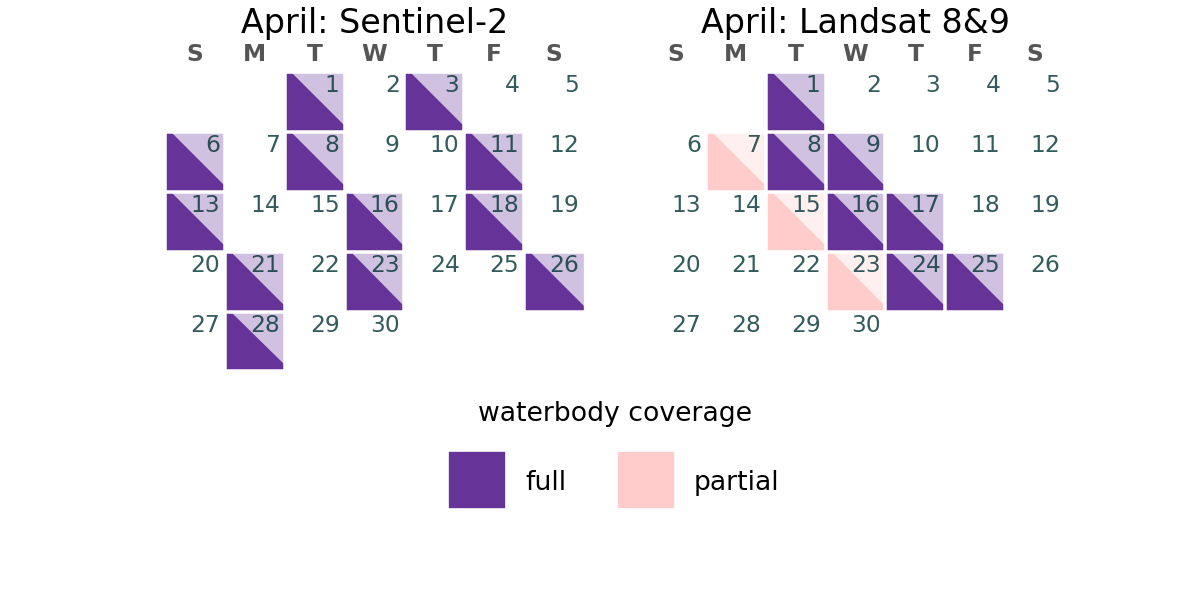 April: Sentinel-2
S M T W T F S
1 2 3 4 5
6 7 8 9 10 11 12
13 14 15 16 17 18 19
20 21 22 23 24 25 26
27 28 29 30
April: Landsat 8&9
S M T W T F S
1 2 3 4 5
6 7 8 9 10 11 12
13 14 15 16 17 18 19
20 21 22 23 24 25 26
27 28 29 30
waterbody coverage
full
partial